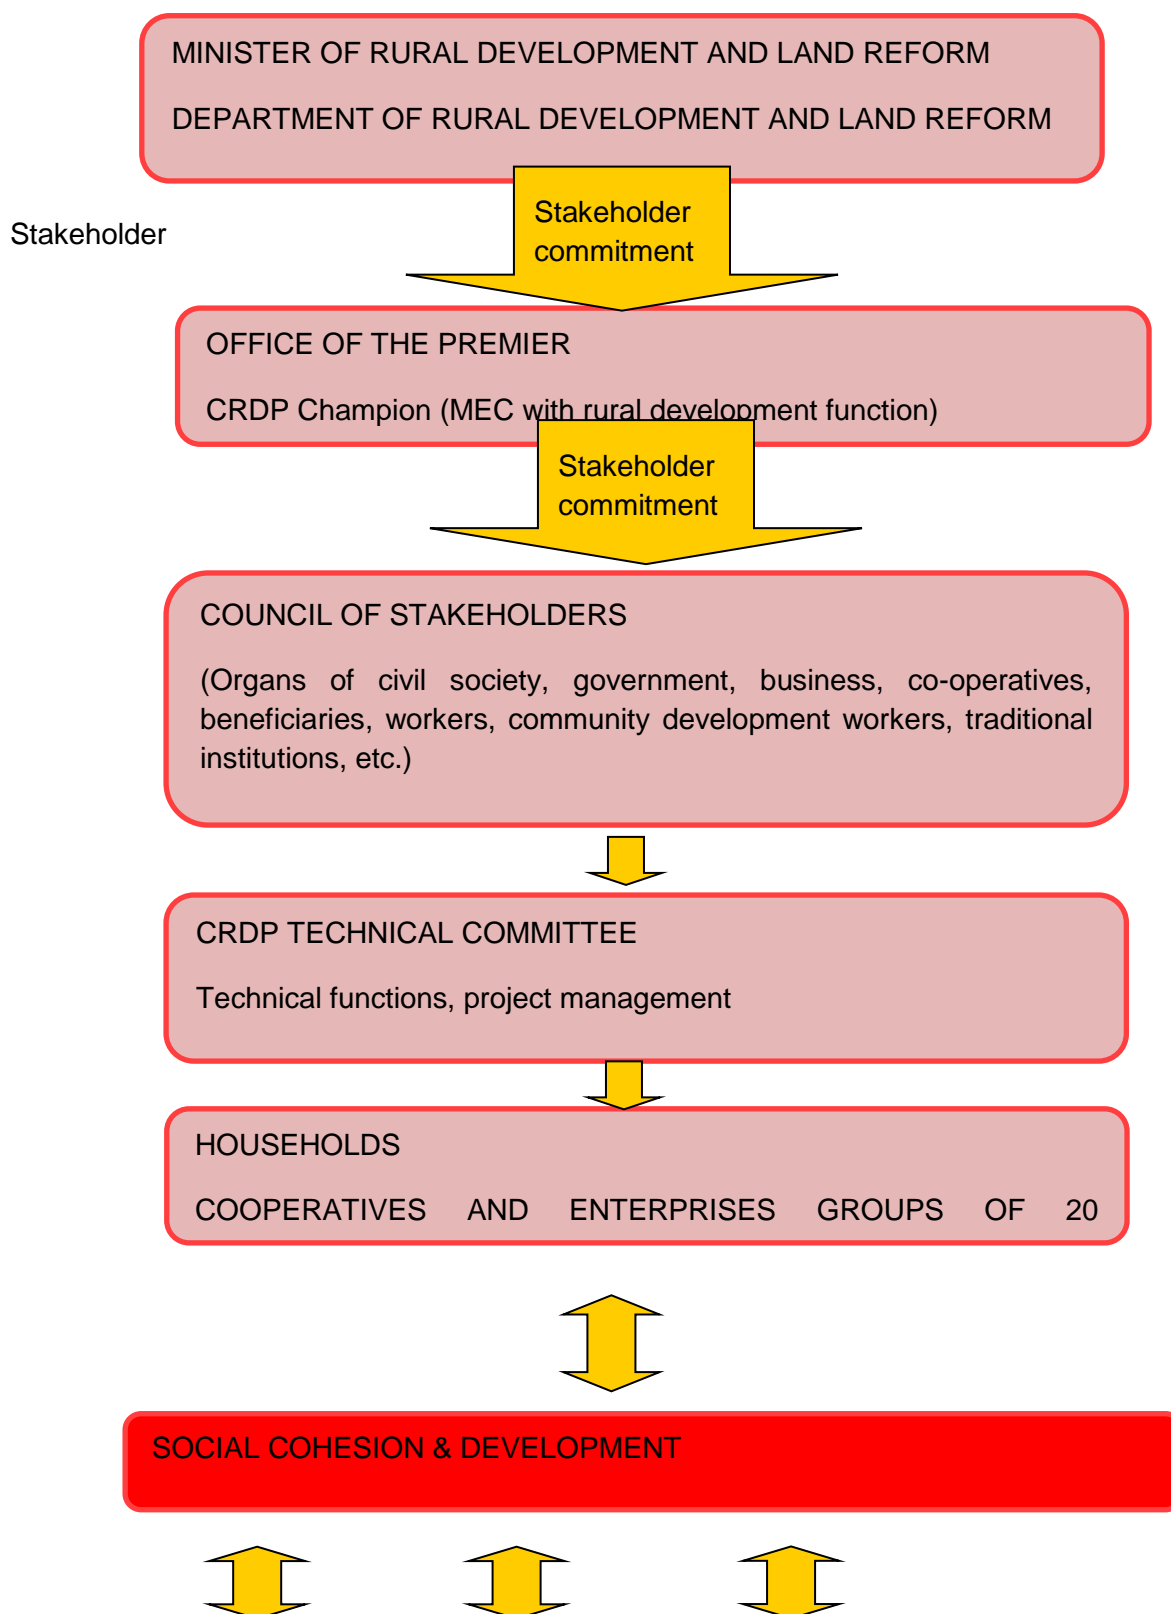 MINISTER OF RURAL DEVELOPMENT AND LAND REFORM
DEPARTMENT OF RURAL DEVELOPMENT AND LAND REFORM
Stakeholder
commitment
Stakeholder
OFFICE OF THE PREMIER
CRDP Champion (MEC with rural development function)
Stakeholder
commitment
COUNCIL OF STAKEHOLDERS
(Organs of civil society, government, business, co-operatives,
beneficiaries, workers, community development workers, traditional
institutions, etc.)
CRDP TECHNICAL COMMITTEE
Technical functions, project management
HOUSEHOLDS
COOPERATIVES AND ENTERPRISES GROUPS OF 20
SOCIAL COHESION & DEVELOPMENT